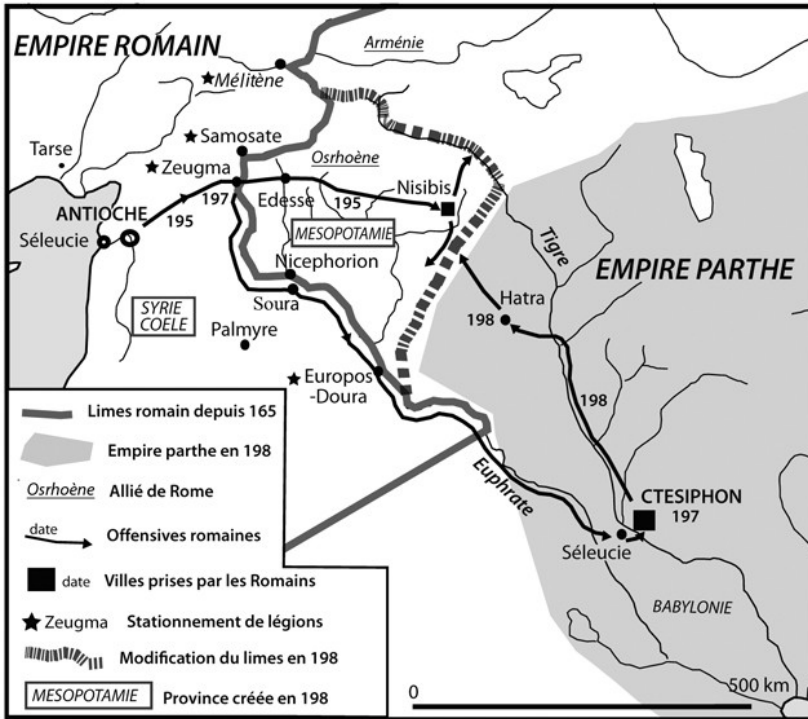 EMPIRE ROMAIN
Arménie
Mélitène
Samosate
Tarse
Zeugma
Osrhoène
197
Edesse
195
Nisibis
ANTIOCHE
195
Séleucie
MESOPOTAMIE
Tigre
EMPIRE PARTHE
Nicephorion
SYRIE
COELE
Soura
Hatra
198
Palmyre
Europos
-Doura
198
Euphrate
CTESIPHON
197
Séleucie
BABYLONIE
Limes romain depuis 165
Empire parthe en 198
Osrhoène Allié de Rome
date Offensives romaines
date Villes prises par les Romains
Zeugma Stationnement de légions
Modification du limes en 198
MESOPOTAMIE Province créée en 198
0 500 km